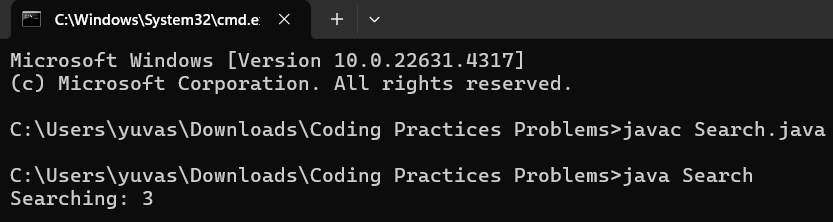 C:\Windows\System32\cmd.e
Microsoft Windows [Version 10.0.22631.4317]
(c) Microsoft Corporation. All rights reserved.
C:\Users\yuvas\Downloads\Coding Practices Problems>javac Search.java
C:\Users\yuvas\Downloads\Coding Practices Problems>java Search
Searching: 3